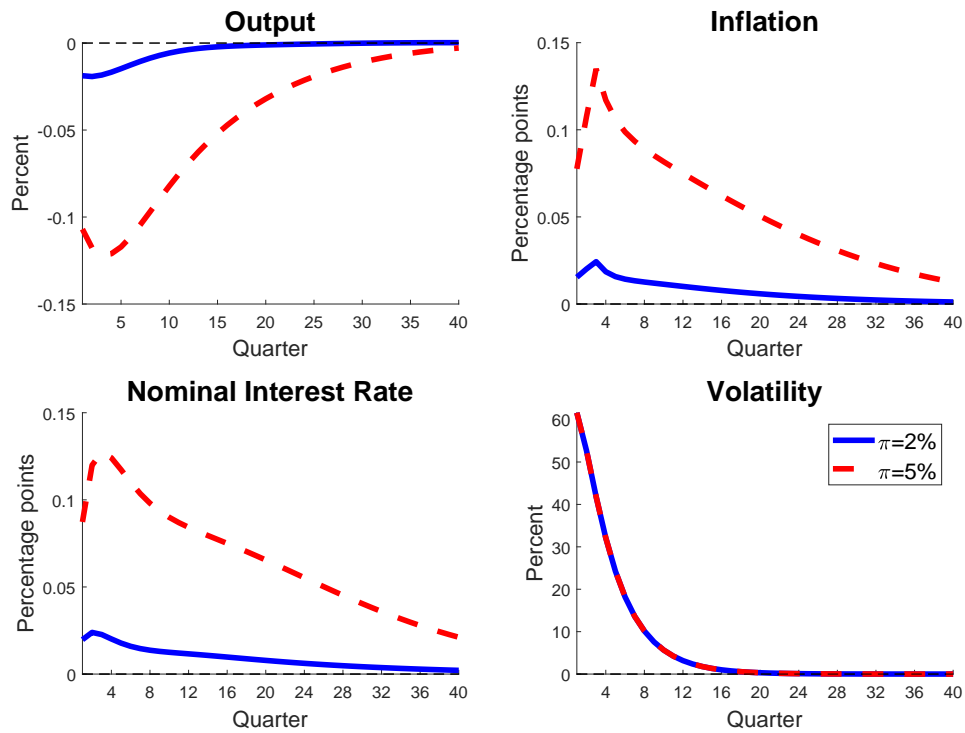 Output
0
-0.05
-0.1
-0.15
Percent
5 10 15 20 25 30 35 40
Quarter
Inflation
0.15
0.1
0.05
0
Percentage points
4 8 12 16 20 24 28 32 36 40
Quarter
Nominal Interest Rate
0.15
0.1
0.05
0
Percentage points
4 8 12 16 20 24 28 32 36 40
Quarter
Volatility
60
50
40
30
20
10
0
Percent
π=2%
π=5%
4 8 12 16 20 24 28 32 36 40
Quarter